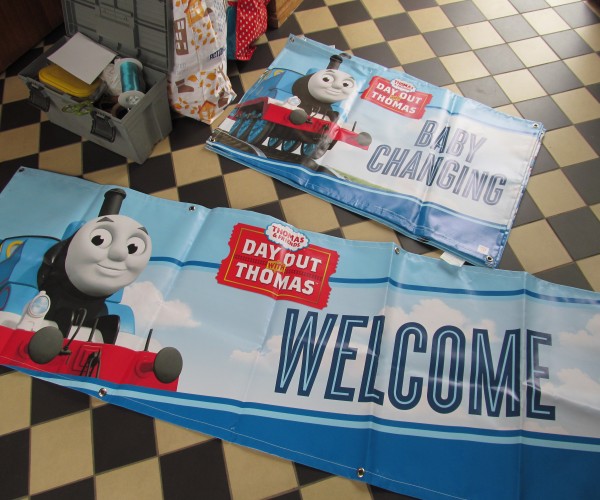 THOMAS
& FRIENDS
DAY OUT
WITH
THOMAS
BABY
CHANGING
THOMAS
& FRIENDS
DAY OUT
WITH
THOMAS
WELCOME